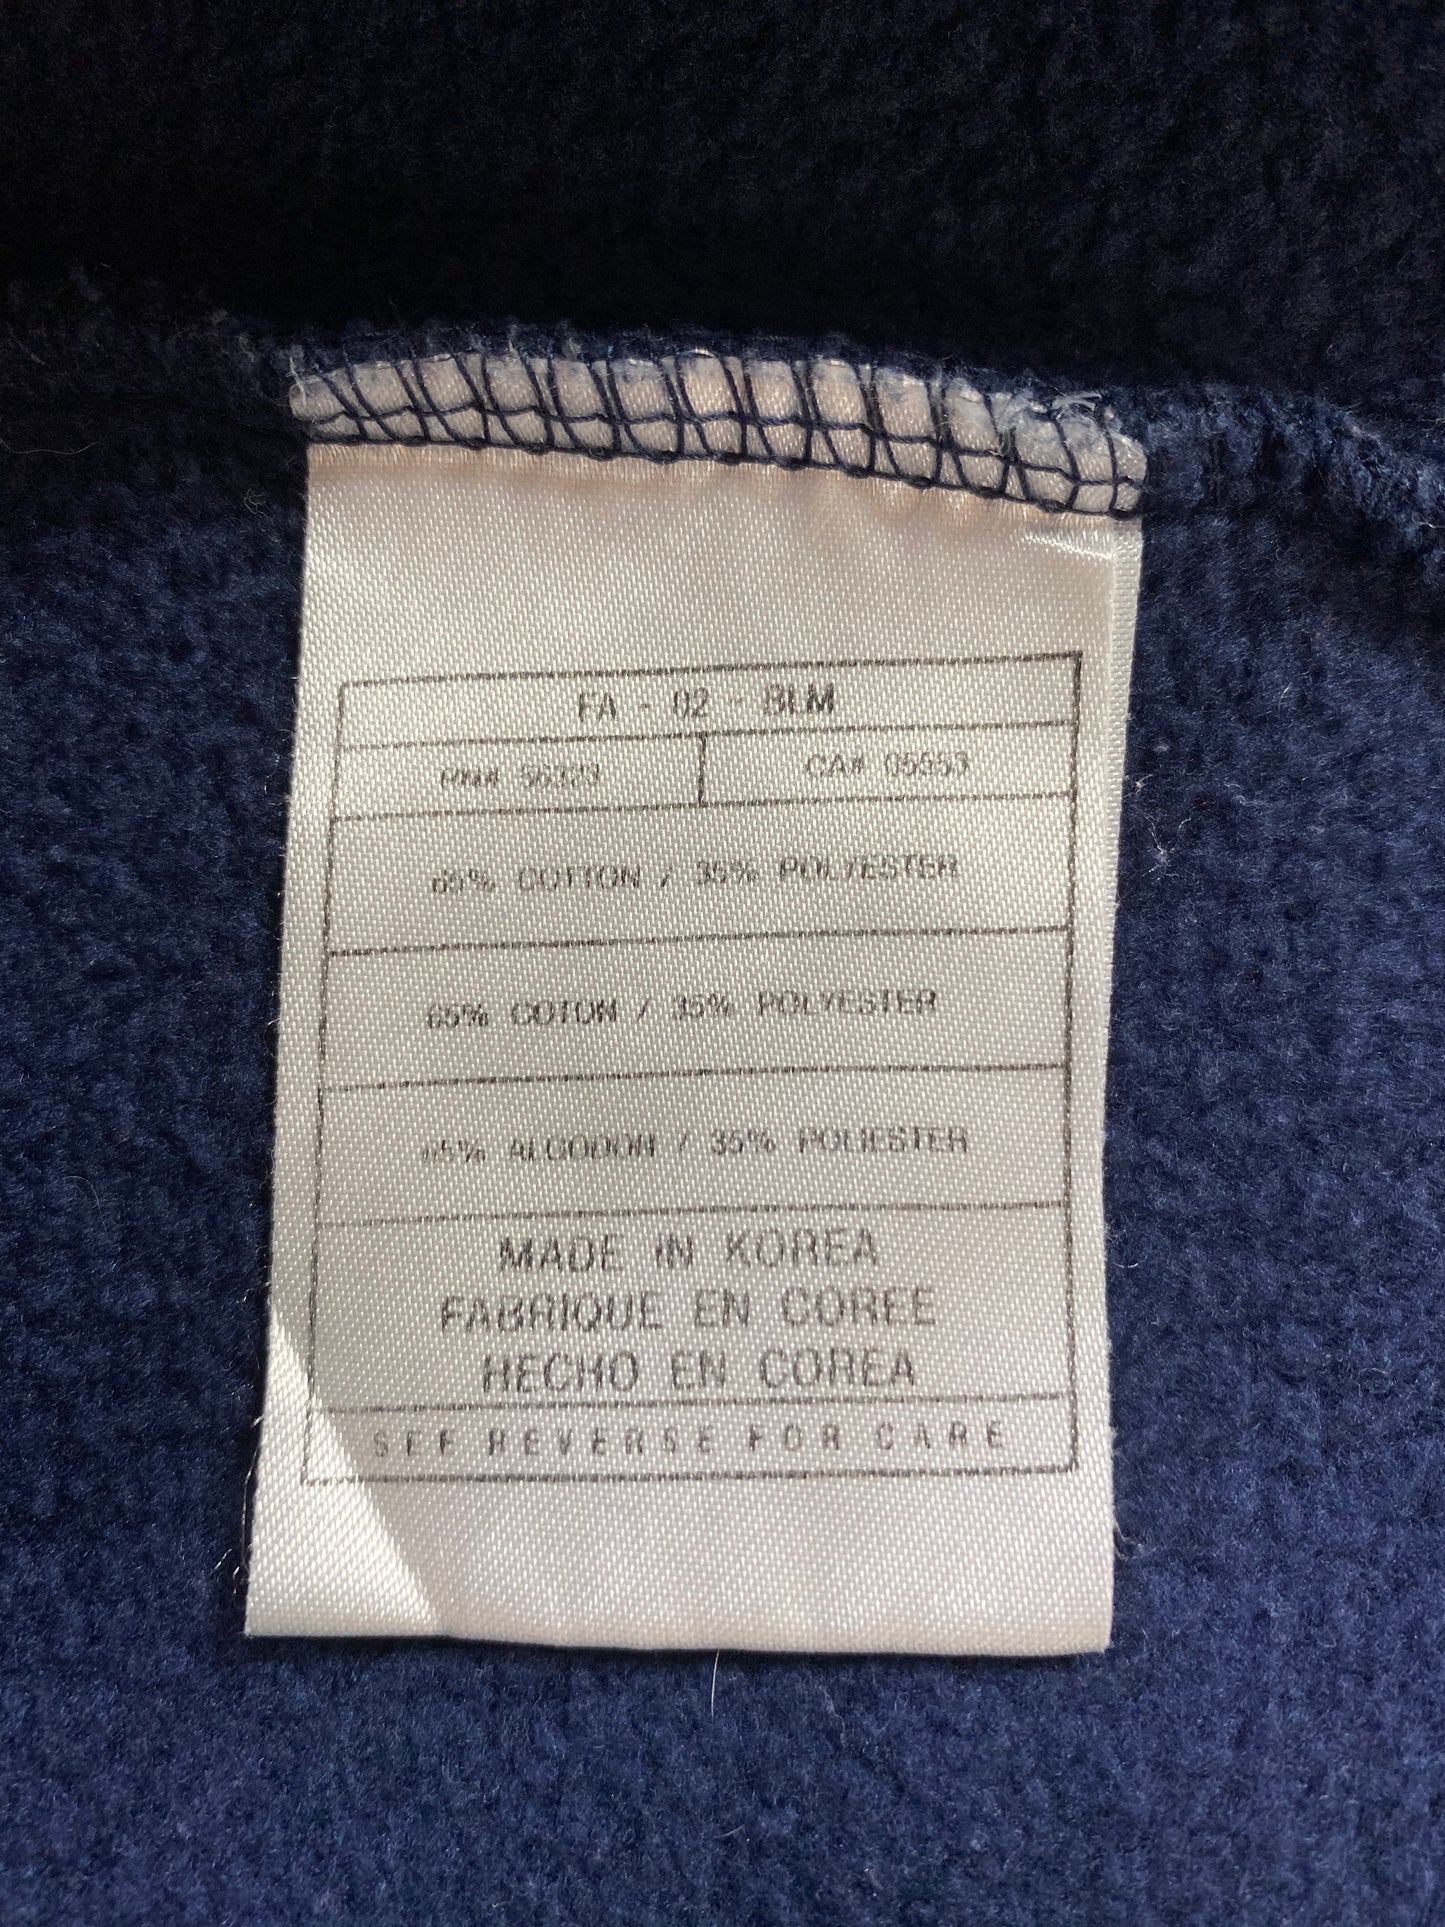 FA - 02 - BLM
RN# 56323 CA# 05553
65% COTTON / 35% POLYESTER
65% COTON / 35% POLYESTER
65% ALGODON / 35% POLIESTER
MADE IN KOREA
FABRIQUE EN COREE
HECHO EN COREA
SEE REVERSE FOR CARE